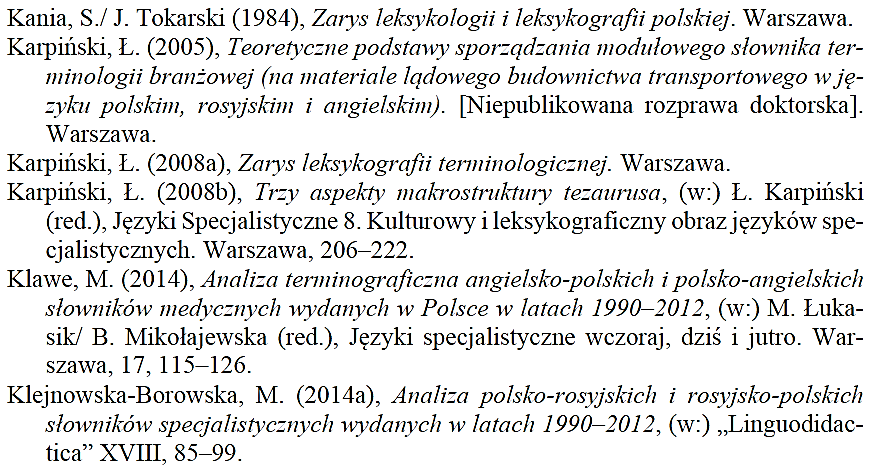 Kania, S./ J. Tokarski (1984), Zarys leksykologii i leksykografii polskiej. Warszawa.
Karpiński, Ł. (2005), Teoretyczne podstawy sporządzania modułowego słownika ter-
minologii branżowej (na materiale lądowego budownictwa transportowego w ję-
zyku polskim, rosyjskim i angielskim). [Niepublikowana rozprawa doktorska].
Warszawa.
Karpiński, Ł. (2008a), Zarys leksykografii terminologicznej. Warszawa.
Karpiński, Ł. (2008b), Trzy aspekty makrostruktury tezaurusa, (w:) Ł. Karpiński
(red.), Języki Specjalistyczne 8. Kulturowy i leksykograficzny obraz języków spe-
cjalistycznych. Warszawa, 206–222.
Klawe, M. (2014), Analiza terminograficzna angielsko-polskich i polsko-angielskich
słowników medycznych wydanych w Polsce w latach 1990–2012, (w:) M. Łuka-
sik/ B. Mikołajewska (red.), Języki specjalistyczne wczoraj, dziś i jutro. War-
szawa, 17, 115–126.
Klejnowska-Borowska, M. (2014a), Analiza polsko-rosyjskich i rosyjsko-polskich
słowników specjalistycznych wydanych w latach 1990–2012, (w:) „Linguodidac-
tica” XVIII, 85–99.